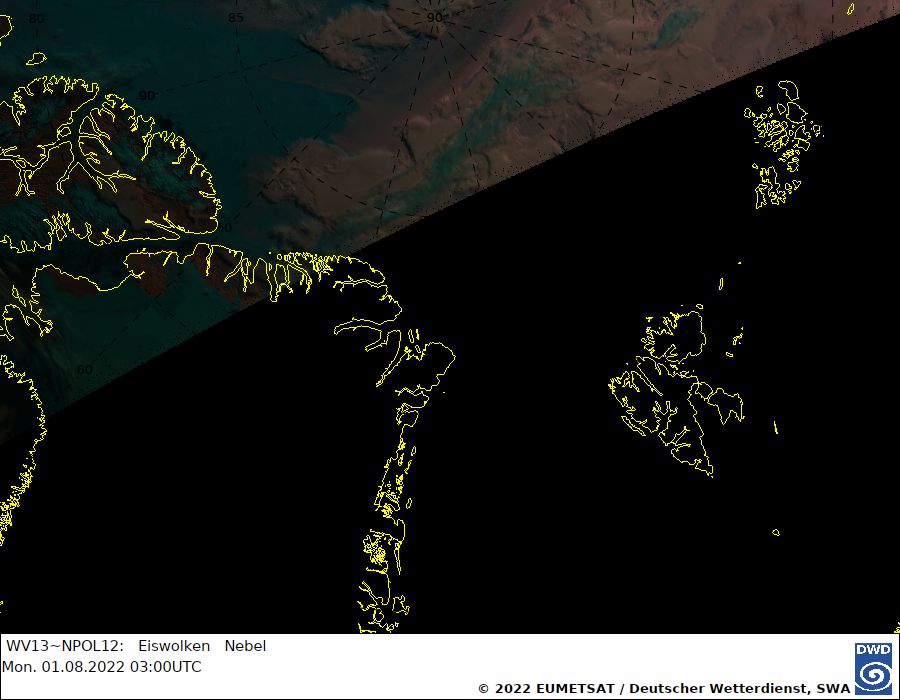 80 85 90
90
60
WV13~NPOL12: Eiswolken Nebel
Mon. 01.08.2022 03:00UTC
© 2022 EUMETSAT / Deutscher Wetterdienst, SWA
DWD